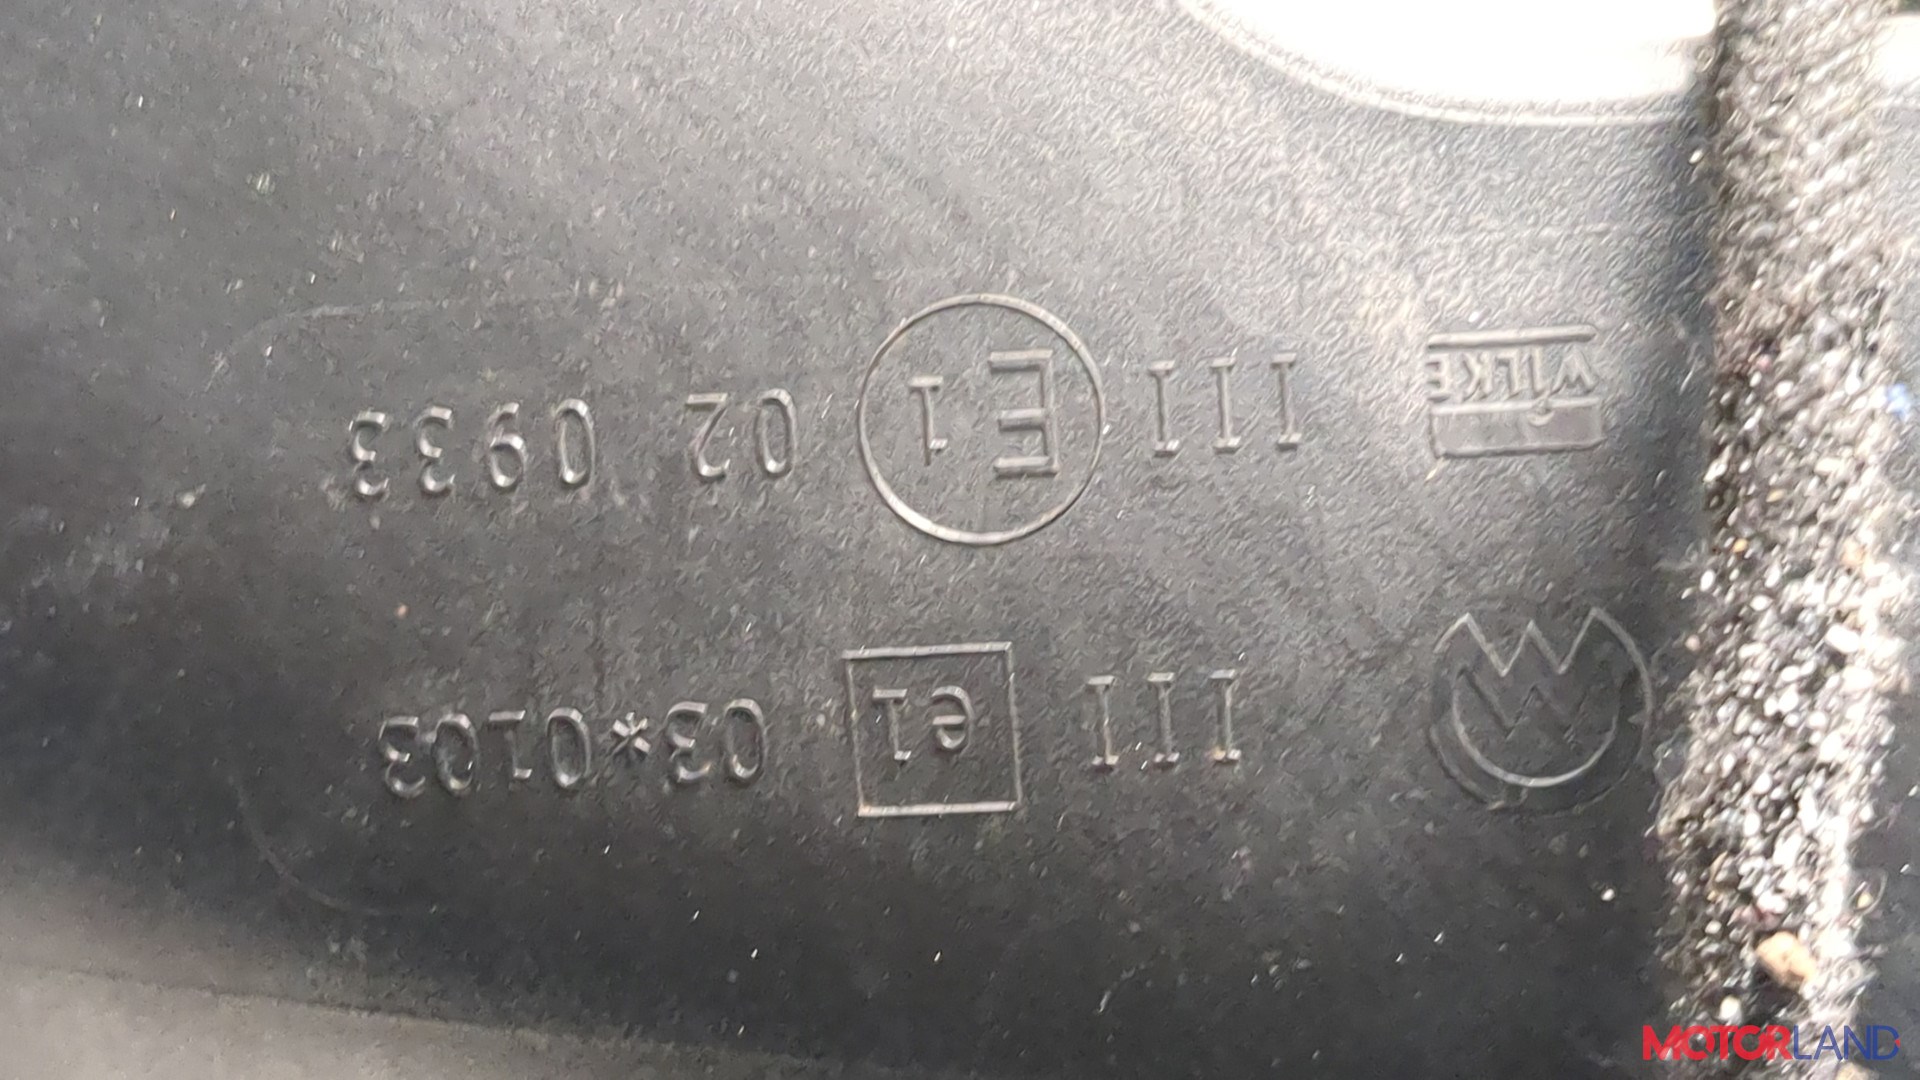 III e1 03*0103
WILKE III E1 02 0933
MOTORLAND